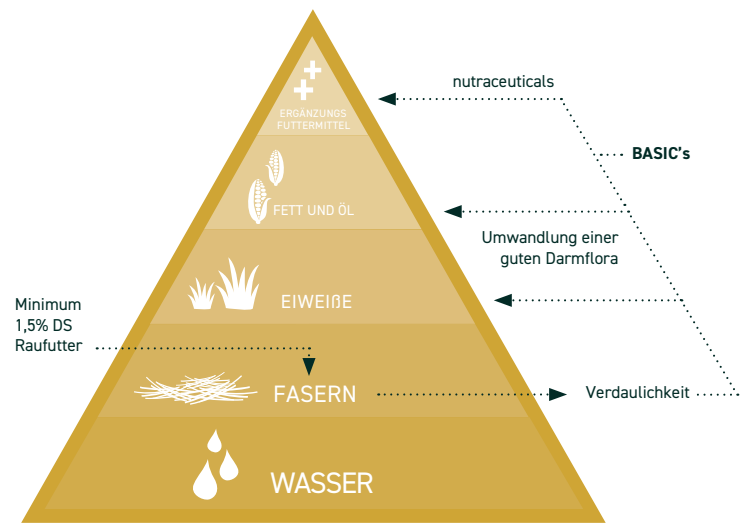 nutraceuticals
ERGÄNZUNGS
FUTTERMITTEL
BASIC's
FETT UND ÖL
Umwandlung einer
guten Darmflora
EIWEIßE
Minimum
1,5% DS
Raufutter
FASERN
Verdaulichkeit
WASSER